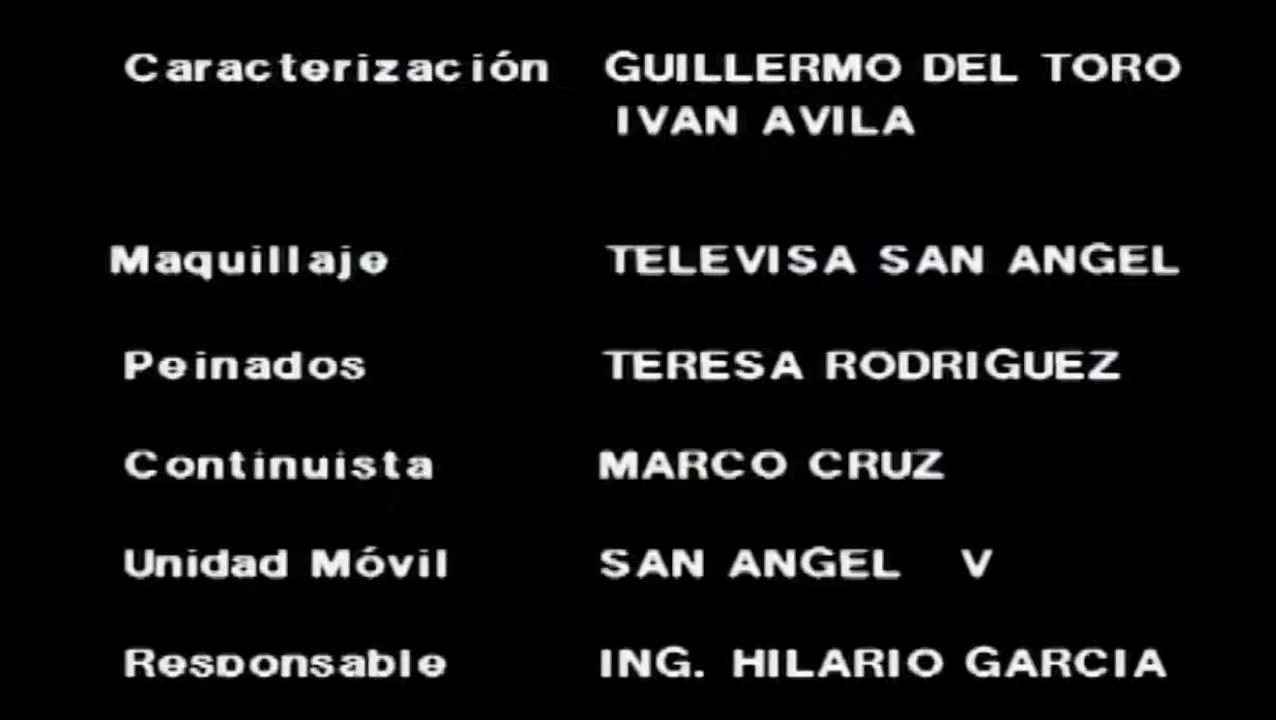 Caracterización GUILLERMO DEL TORO
IVAN AVILA
Maquillaje TELEVISA SAN ANGEL
Peinados TERESA RODRIGUEZ
Continuista MARCO CRUZ
Unidad Móvil SAN ANGEL V
Responsable ING. HILARIO GARCIA